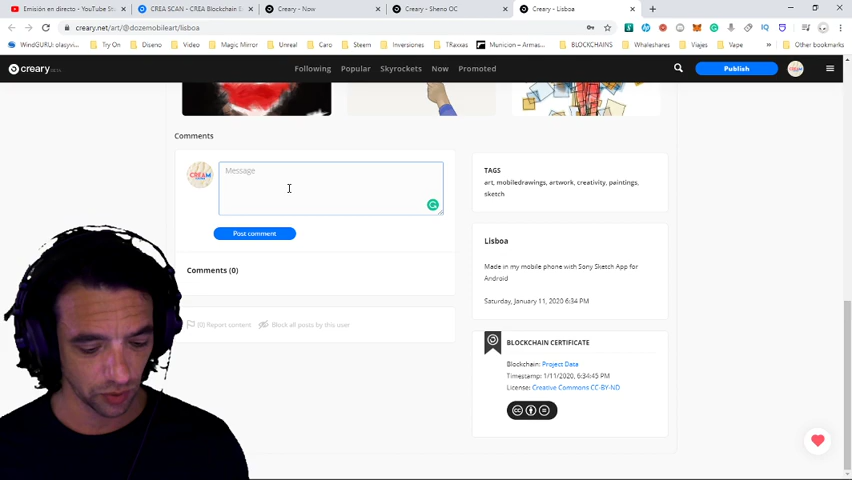 Emisión en directo - YouTube St
CREA SCAN - CREA Blockchain E
Creary - Now
Creary - Sheno OC
Creary - Lisboa
creary.net/art/@dozemobileart/lisboa
WindGURU: olasyvi...
Try On
Diseno
Video
Magic Mirror
Unreal
Caro
Steem
Inversiones
TRaxxas
Municion – Armas...
BLOCKCHAINS
Whaleshares
Viajes
Vape
Other bookmarks
creary BETA
Following
Popular
Skyrockets
Now
Promoted
Publish
Comments
CREAM
Message
Post comment
Comments (0)
(0) Report content
Block all posts by this user
TAGS
art, mobiledrawings, artwork, creativity, paintings,
sketch
Lisboa
Made in my mobile phone with Sony Sketch App for
Android
Saturday, January 11, 2020 6:34 PM
BLOCKCHAIN CERTIFICATE
Blockchain: Project Data
Timestamp: 1/11/2020, 6:34:45 PM
License: Creative Commons CC-BY-ND